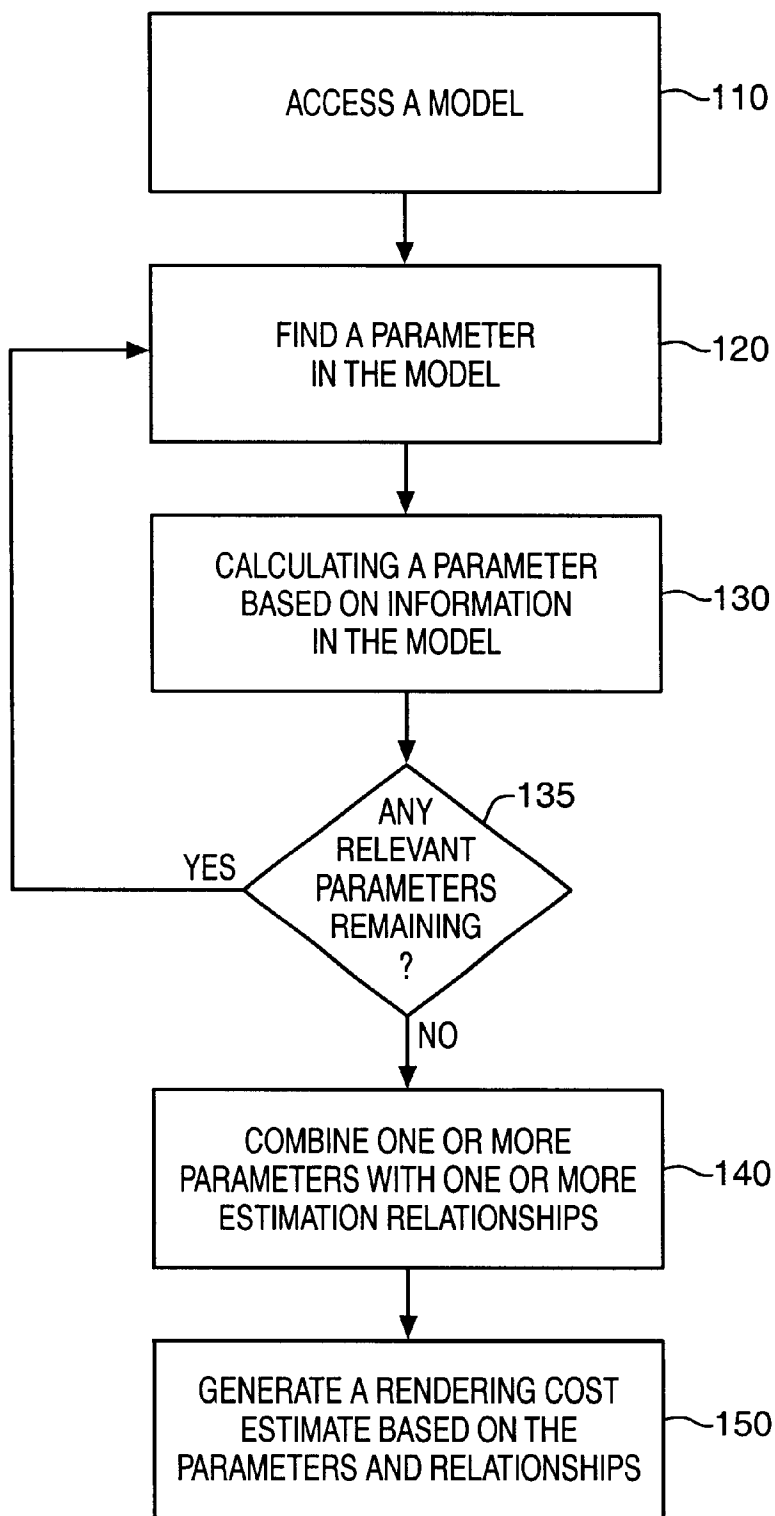 ACCESS A MODEL
110
FIND A PARAMETER
IN THE MODEL
120
CALCULATING A PARAMETER
BASED ON INFORMATION
IN THE MODEL
130
135
ANY
RELEVANT
PARAMETERS
REMAINING
?
YES
NO
COMBINE ONE OR MORE
PARAMETERS WITH ONE OR MORE
ESTIMATION RELATIONSHIPS
140
GENERATE A RENDERING COST
ESTIMATE BASED ON THE
PARAMETERS AND RELATIONSHIPS
150